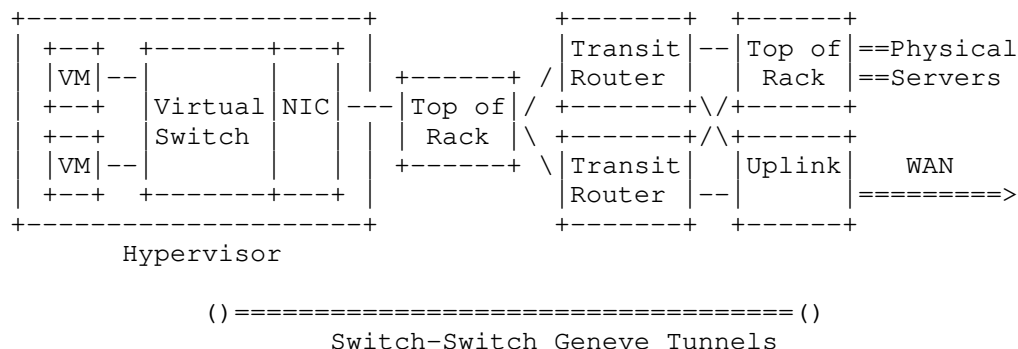 Transit Top of Physical
VM Router Rack Servers
Virtual NIC Top of
Switch Rack
VM Transit Uplink WAN
Router
Hypervisor
Switch-Switch Geneve Tunnels